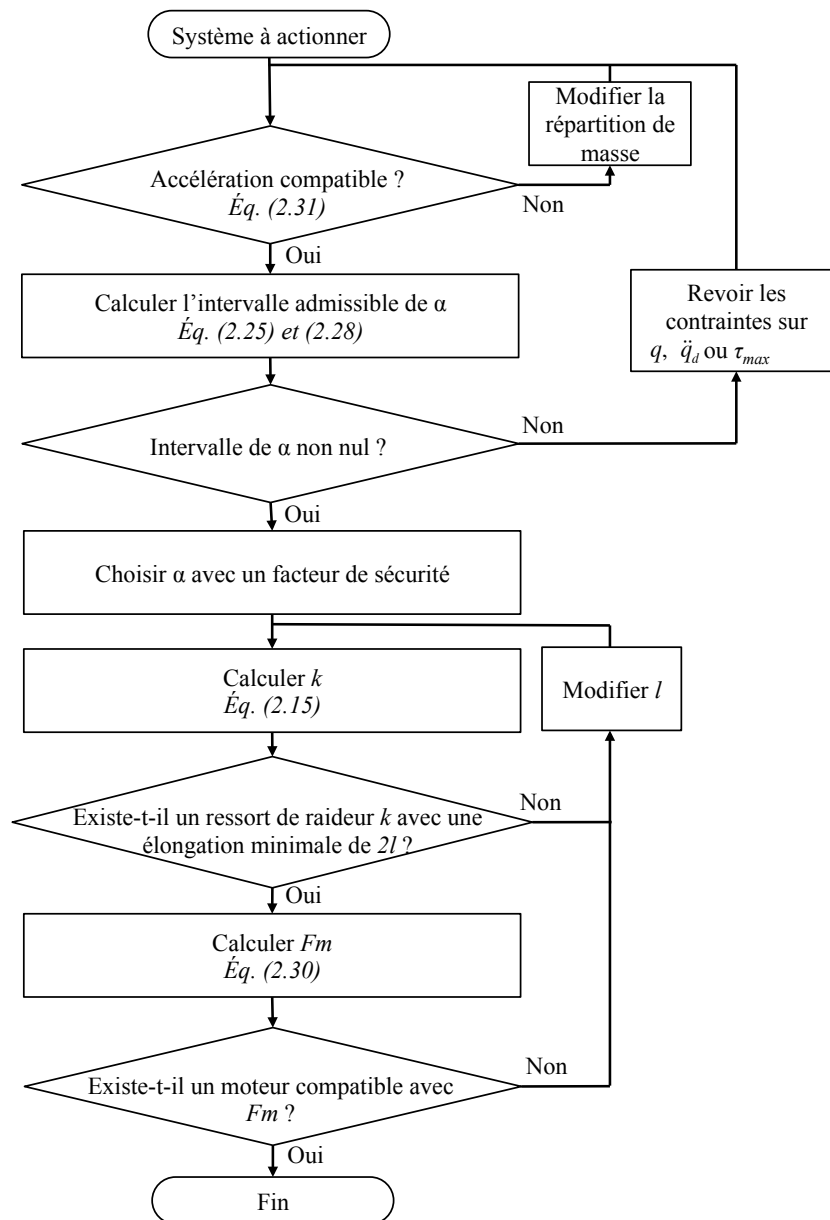 Système à actionner
Modifier la
répartition de
masse
Accélération compatible ?
Éq. (2.31)
Non
Oui
Calculer l'intervalle admissible de α
Éq. (2.25) et (2.28)
Revoir les
contraintes sur
q, q̈d ou τmax
Intervalle de α non nul ?
Non
Oui
Choisir α avec un facteur de sécurité
Calculer k
Éq. (2.15)
Modifier l
Existe-t-il un ressort de raideur k avec une
élongation minimale de 2l ?
Non
Oui
Calculer Fm
Éq. (2.30)
Existe-t-il un moteur compatible avec
Fm ?
Non
Oui
Fin